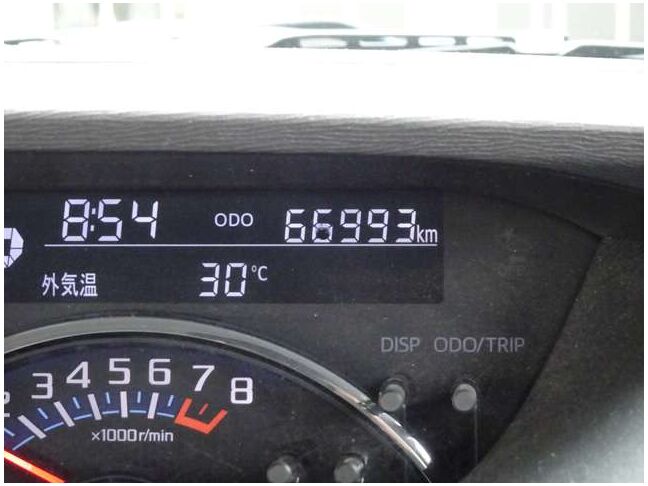 8:54 ODO 66993km
外気温 30℃
DISP ODO/TRIP
2 3 4 5 6 7 8
×1000r/min